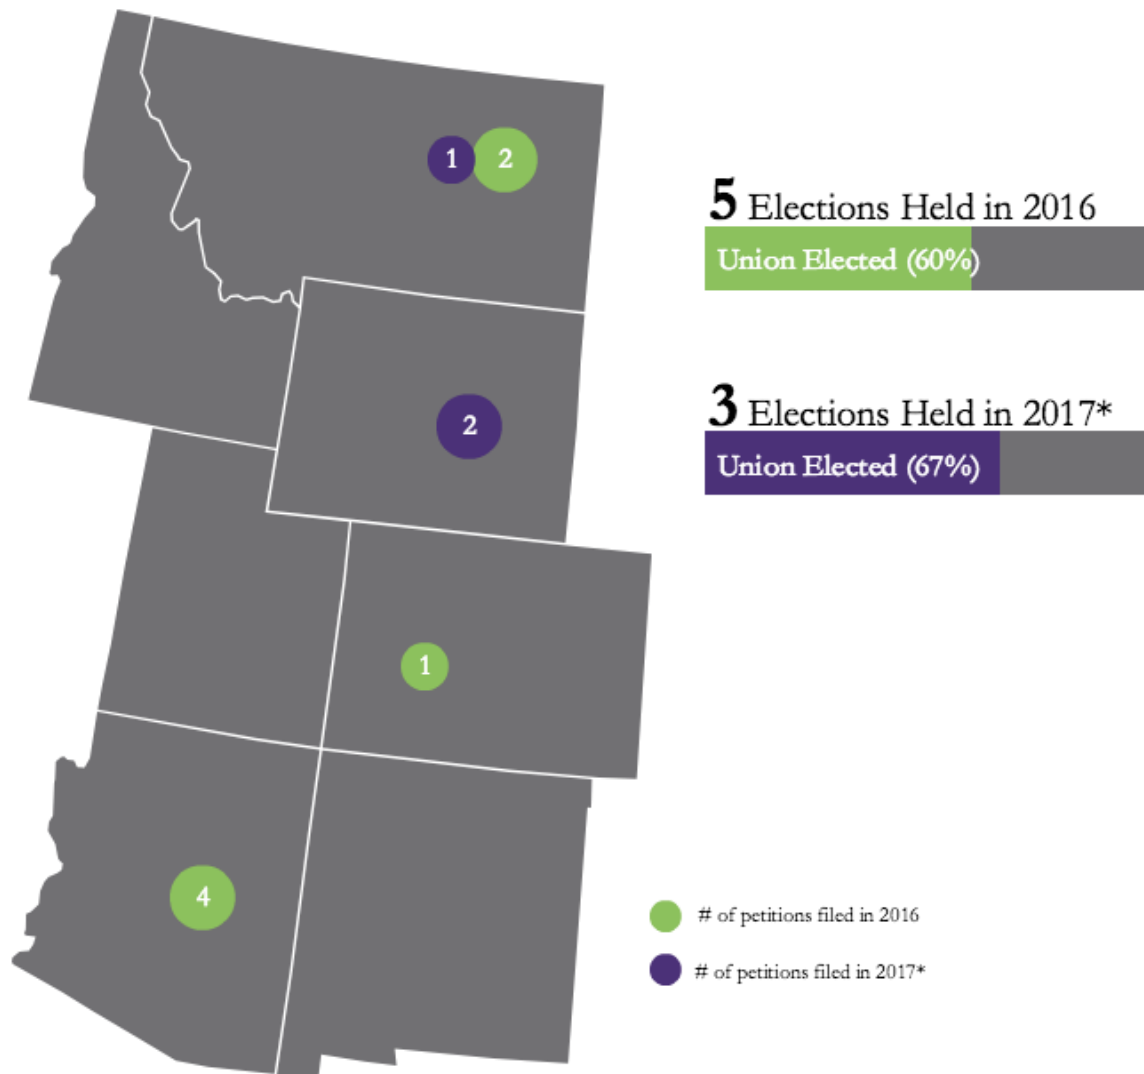 1 2
5 Elections Held in 2016
Union Elected (60%)
3 Elections Held in 2017*
Union Elected (67%)
2
1
4
# of petitions filed in 2016
# of petitions filed in 2017*